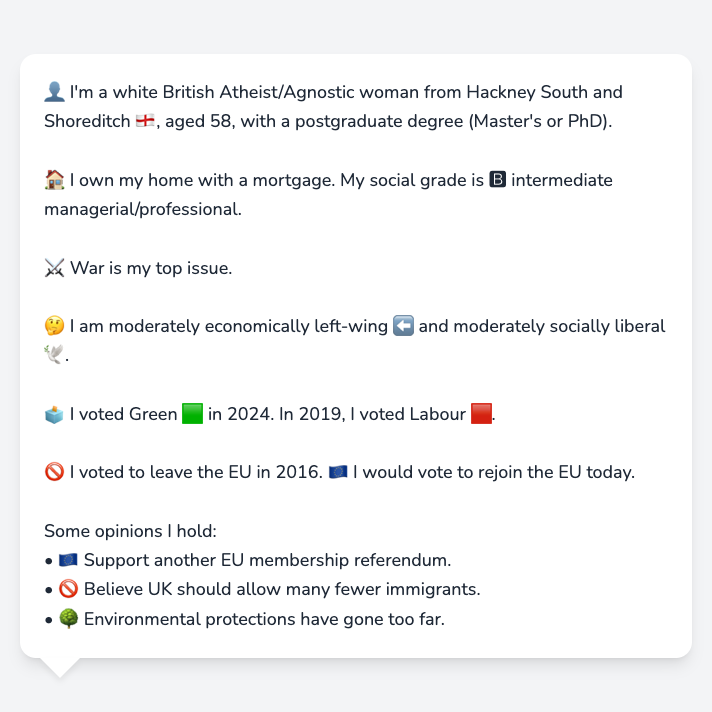 👤 I'm a white British Atheist/Agnostic woman from Hackney South and
Shoreditch 🏴󠁧󠁢󠁥󠁮󠁧󠁿, aged 58, with a postgraduate degree (Master's or PhD).
🏠 I own my home with a mortgage. My social grade is 🅱 intermediate
managerial/professional.
⚔️ War is my top issue.
🤔 I am moderately economically left-wing ⬅️ and moderately socially liberal
🕊️.
🗳️ I voted Green 🟩 in 2024. In 2019, I voted Labour 🟥.
🚫 I voted to leave the EU in 2016. 🇪🇺 I would vote to rejoin the EU today.
Some opinions I hold:
• 🇪🇺 Support another EU membership referendum.
• 🚫 Believe UK should allow many fewer immigrants.
• 🌳 Environmental protections have gone too far.